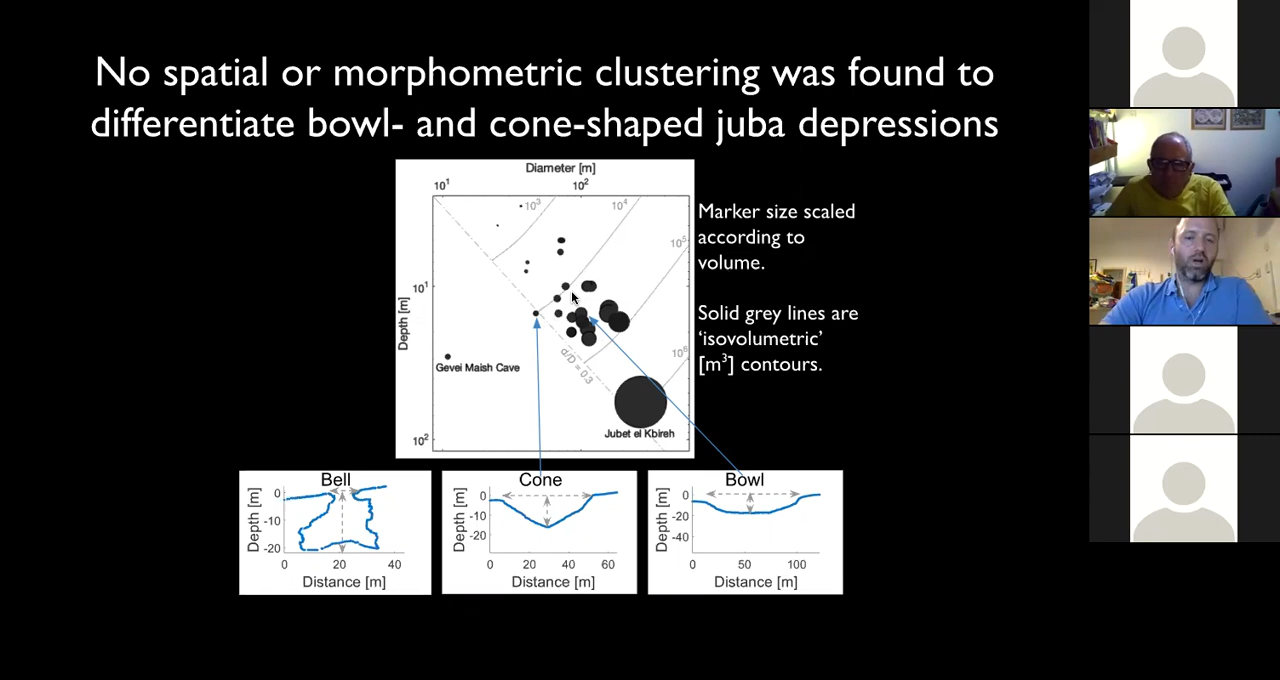 No spatial or morphometric clustering was found to
differentiate bowl- and cone-shaped juba depressions
Diameter [m]
10¹
10²
10³
10⁴
10⁵
10⁶
10¹
10²
Depth [m]
d/D = 0.3
Gevei Maish Cave
Jubet el Kbireh
Marker size scaled
according to
volume.
Solid grey lines are
‘isovolumetric’
[m³] contours.
Bell
Depth [m]
0
-10
-20
0
20
40
Distance [m]
Cone
Depth [m]
0
-10
-20
0
20
40
60
Distance [m]
Bowl
Depth [m]
0
-20
-40
0
50
100
Distance [m]